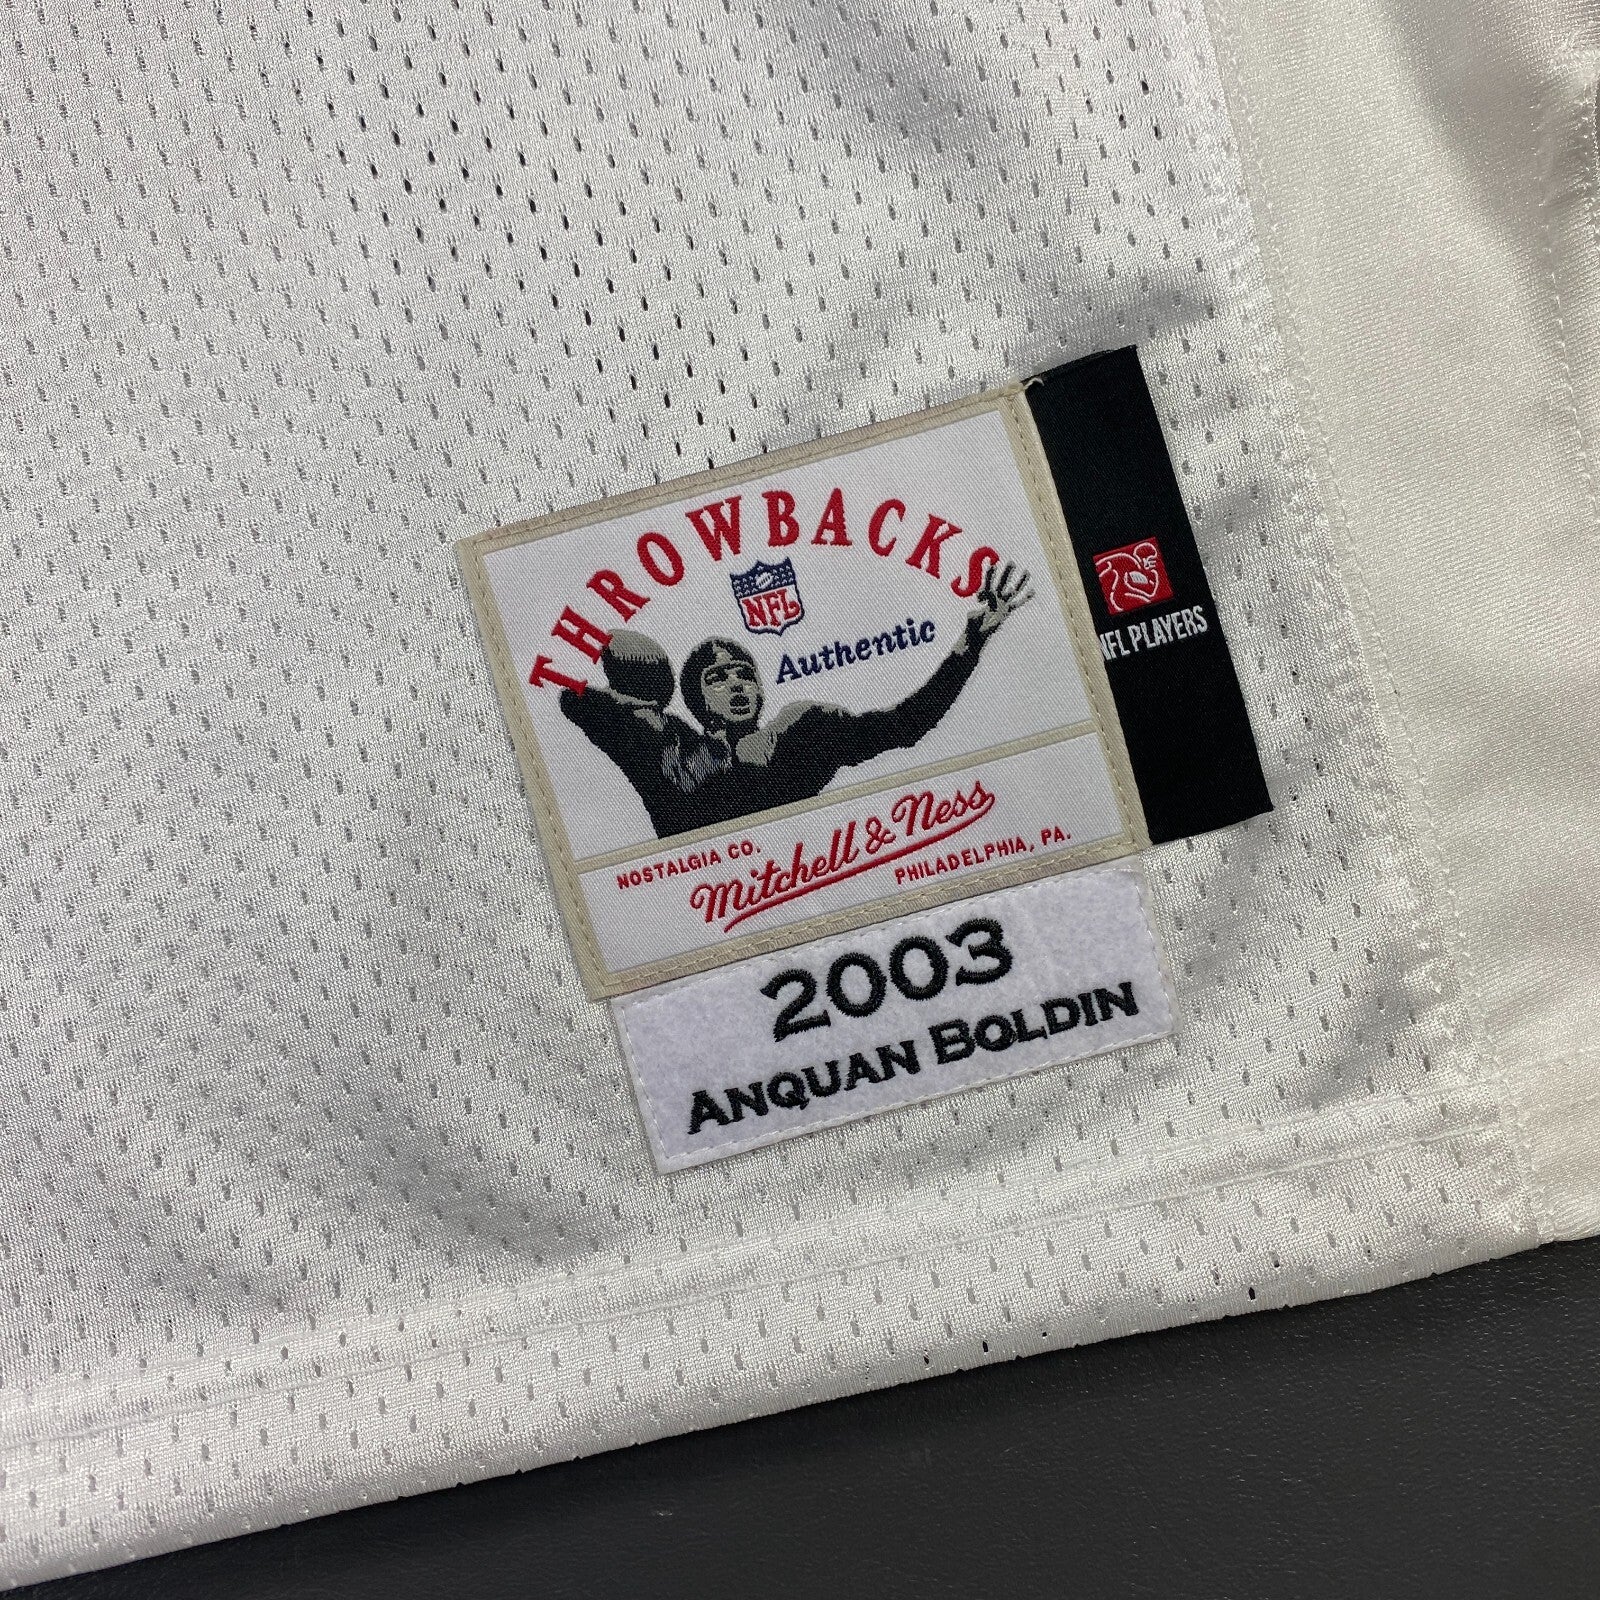 THROWBACKS
NFL
Authentic
NOSTALGIA CO.
Mitchell & Ness
PHILADELPHIA, PA.
NFL PLAYERS
2003
ANQUAN BOLDIN